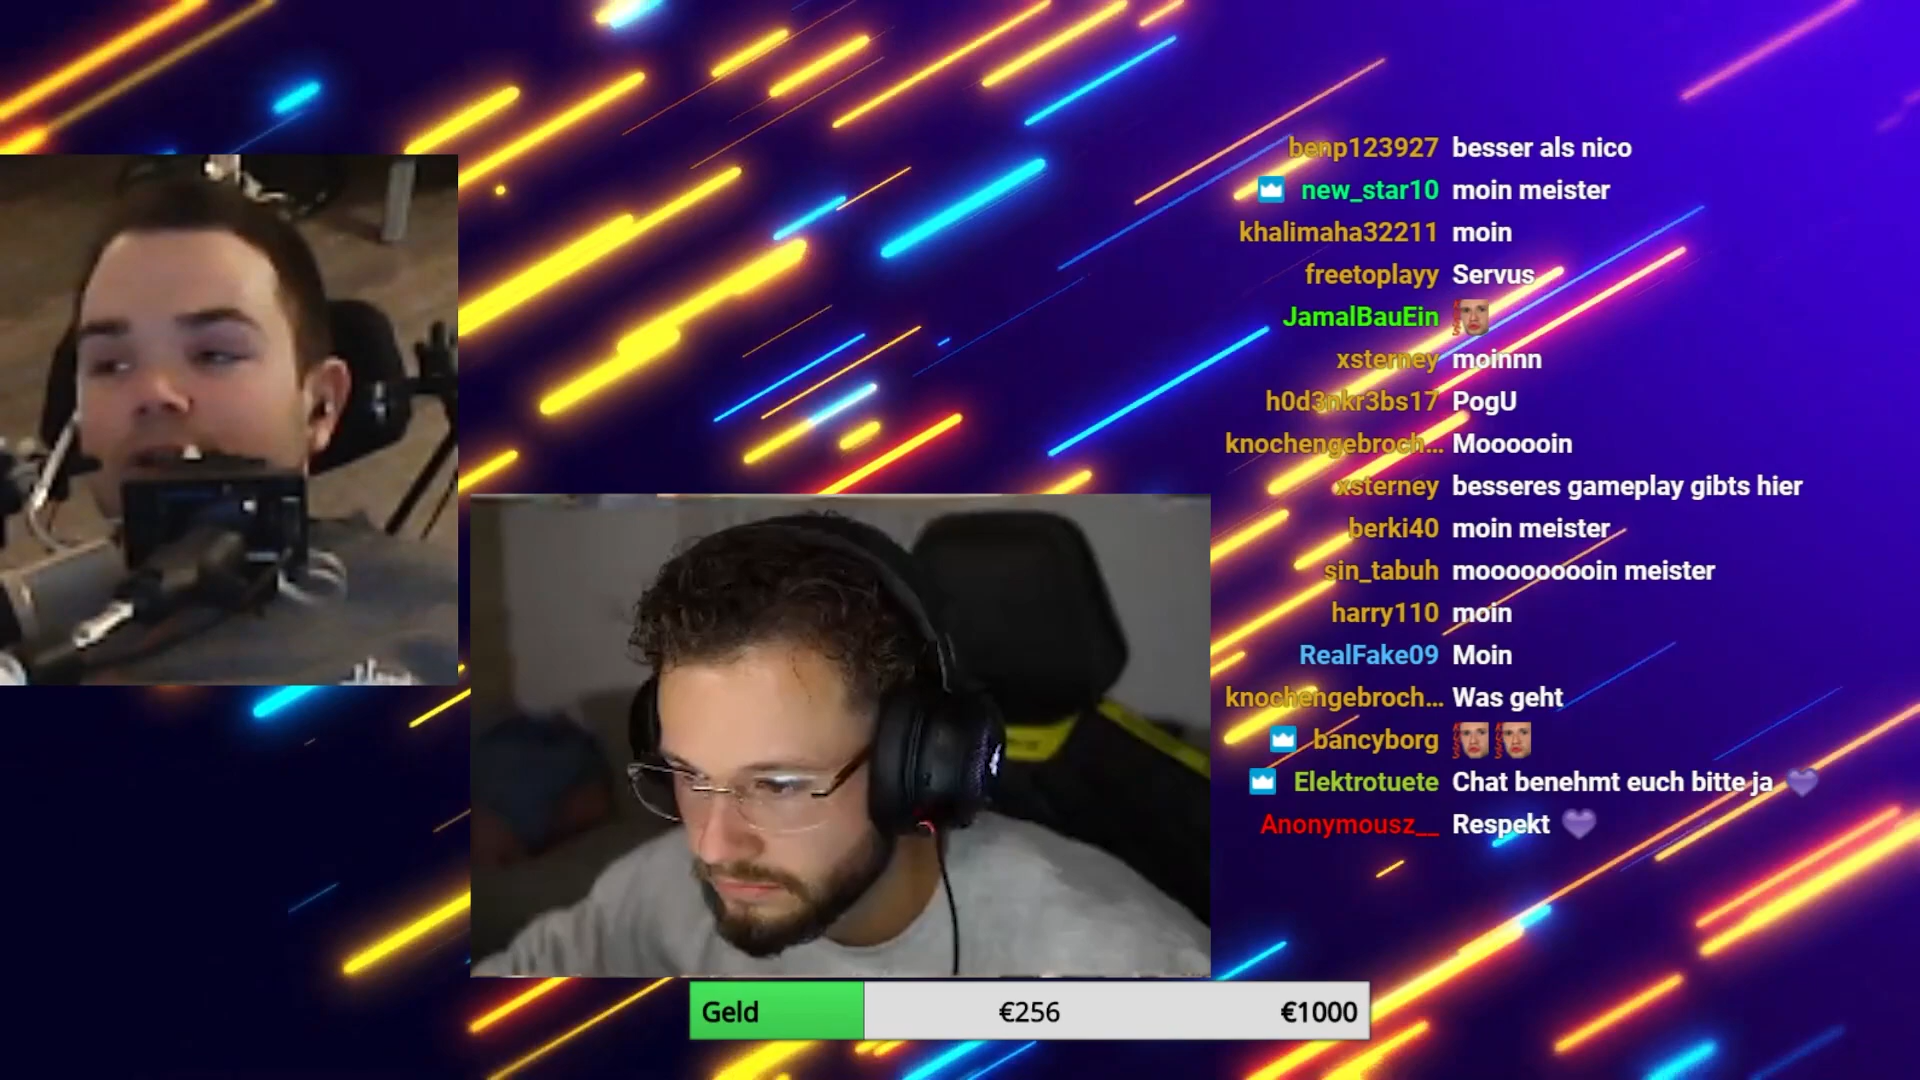 benp123927 besser als nico
new_star10 moin meister
khalimaha32211 moin
freetoplayy Servus
JamalBauEin
xsterney moinnn
h0d3nkr3bs17 PogU
knochengebroch... Moooooin
xsterney besseres gameplay gibts hier
berki40 moin meister
sin_tabuh moooooooooin meister
harry110 moin
RealFake09 Moin
knochengebroch... Was geht
bancyborg
Elektrotuete Chat benehmt euch bitte ja
Anonymousz__ Respekt
Geld €256 €1000